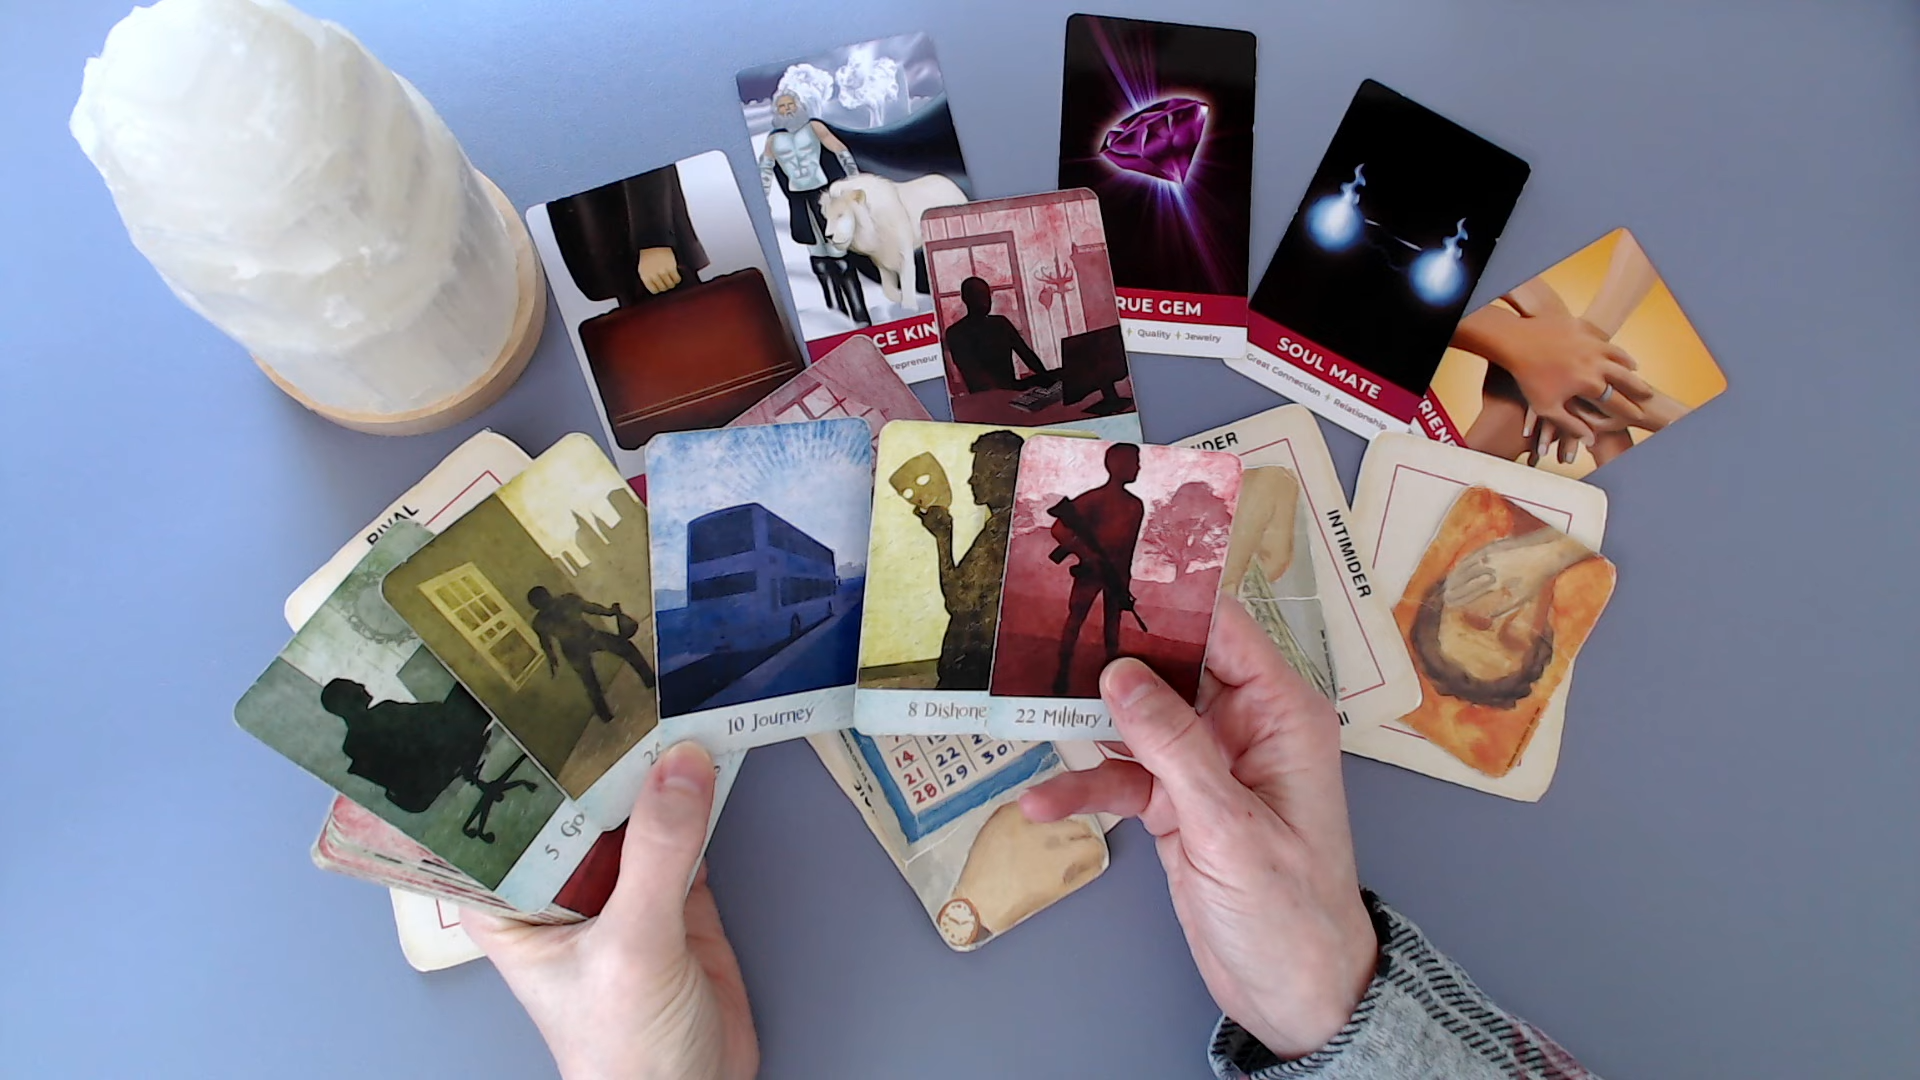 CE KIN
repreneur
RUE GEM
Quality + Jewelry
SOUL MATE
Great Connection + Relationship
RIEN
RIVAL
IDER
INTIMIDER
10 Journey
8 Dishone
22 Military
5 Go
14
21 22
28 29 30